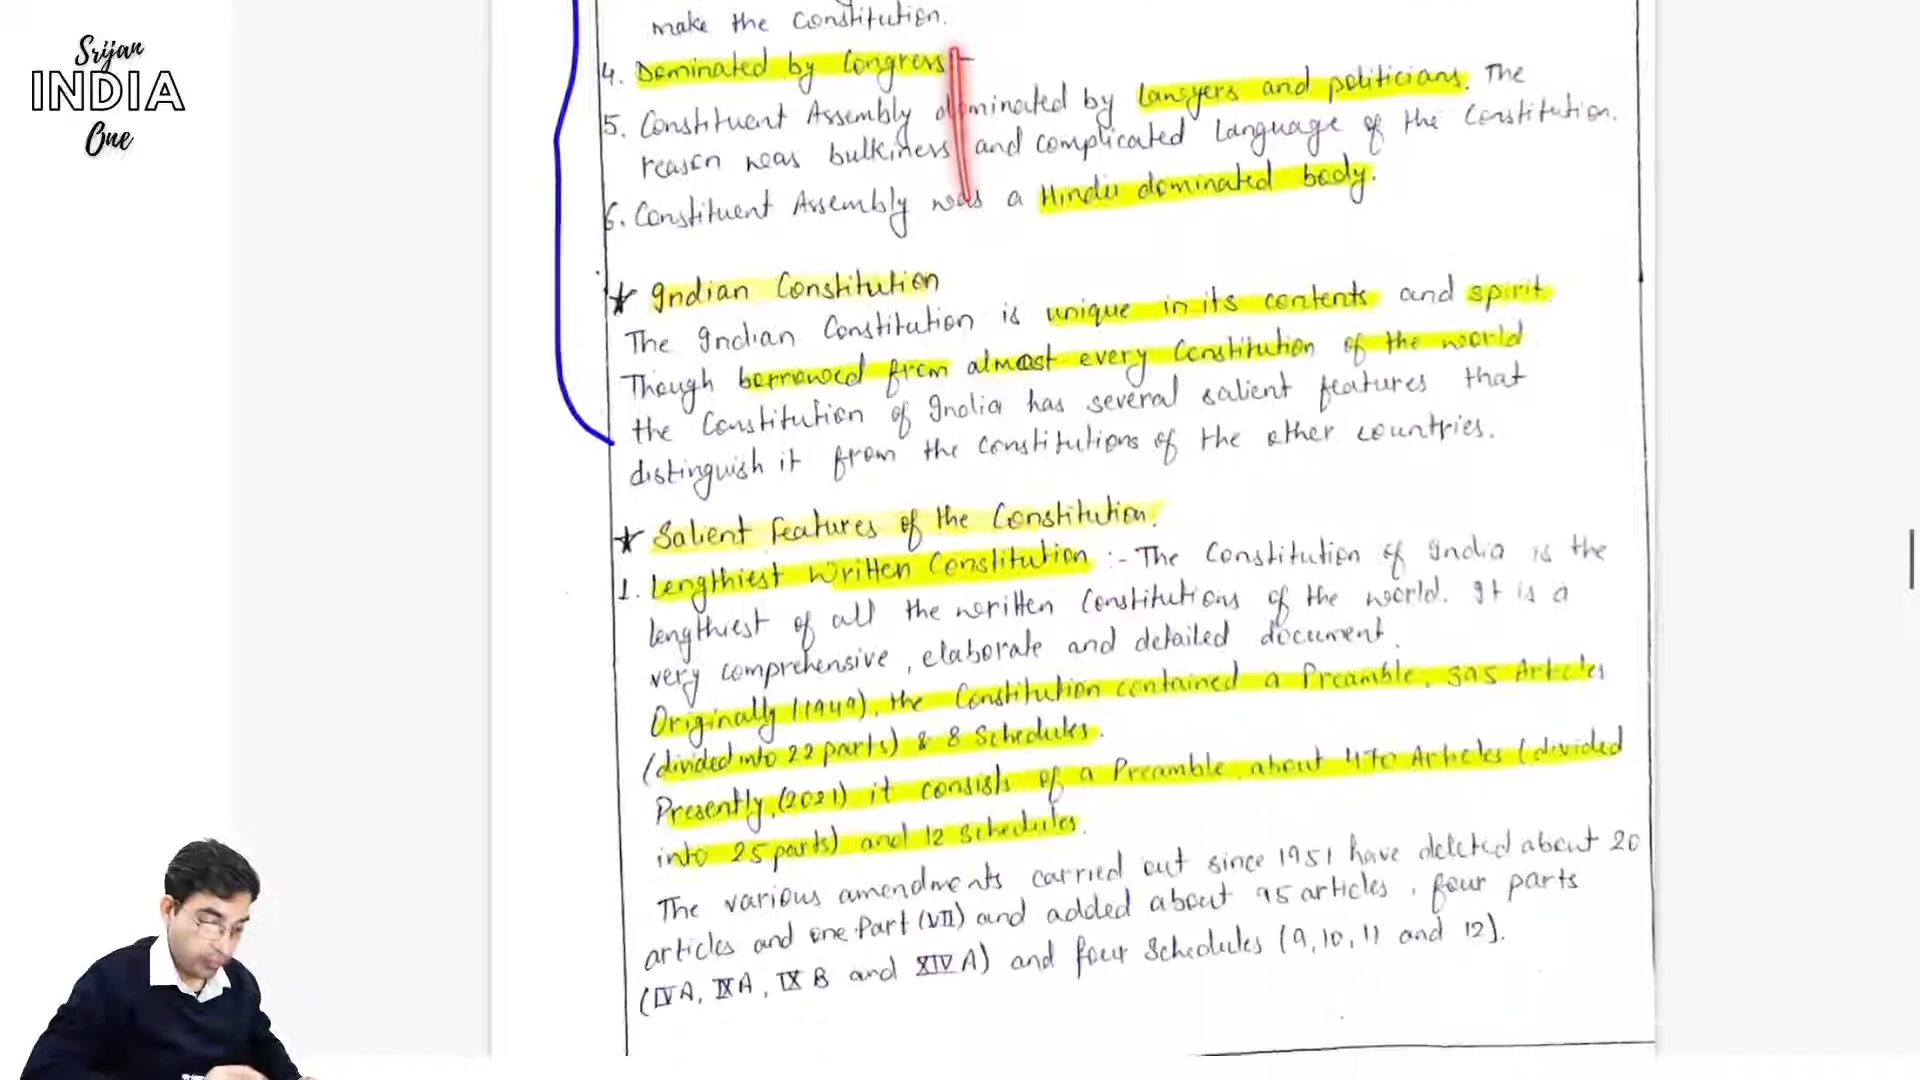 Srijan
INDIA
One
make the Constitution.
4. Dominated by Congress
5. Constituent Assembly dominated by lawyers and politicians. The
reason was bulkiness and complicated language of the Constitution.
6. Constituent Assembly was a Hindu dominated body.
★ Indian Constitution
The Indian Constitution is unique in its contents and spirit.
Though borrowed from almost every Constitution of the world
the Constitution of India has several salient features that
distinguish it from the constitutions of the other countries.
★ Salient features of the Constitution.
1. Lengthiest Written Constitution :- The Constitution of India is the
lengthiest of all the written Constitutions of the world. It is a
very comprehensive, elaborate and detailed document.
Originally (1949), the Constitution contained a Preamble, 395 Articles
(divided into 22 parts) & 8 Schedules.
Presently, (2021) it consists of a Preamble, about 470 Articles (divided
into 25 parts) and 12 Schedules.
The various amendments carried out since 1951 have deleted about 20
articles and one Part (VII) and added about 95 articles, four parts
(IVA, IXA, IX B and XIV A) and four Schedules (9, 10, 11 and 12).